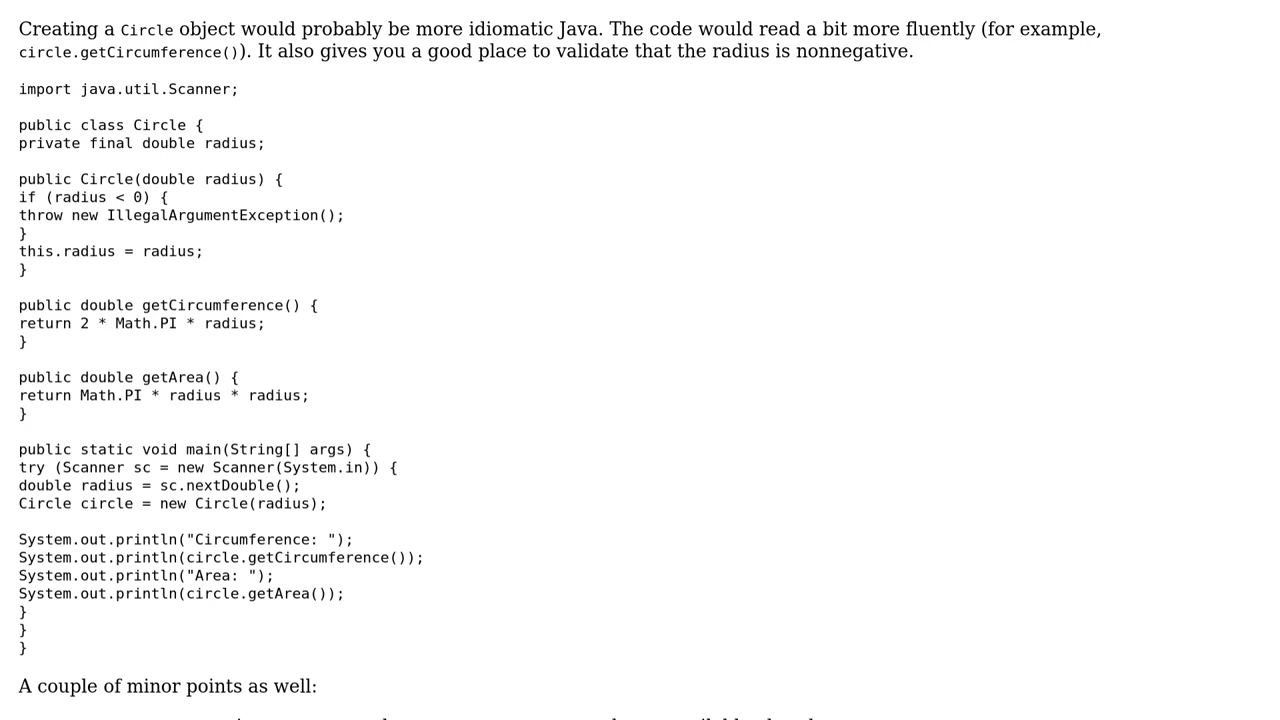 Creating a Circle object would probably be more idiomatic Java. The code would read a bit more fluently (for example,
circle.getCircumference()). It also gives you a good place to validate that the radius is nonnegative.
import java.util.Scanner;
public class Circle {
private final double radius;
public Circle(double radius) {
if (radius < 0) {
throw new IllegalArgumentException();
}
this.radius = radius;
}
public double getCircumference() {
return 2 * Math.PI * radius;
}
public double getArea() {
return Math.PI * radius * radius;
}
public static void main(String[] args) {
try (Scanner sc = new Scanner(System.in)) {
double radius = sc.nextDouble();
Circle circle = new Circle(radius);
System.out.println("Circumference: ");
System.out.println(circle.getCircumference());
System.out.println("Area: ");
System.out.println(circle.getArea());
}
}
}
A couple of minor points as well: